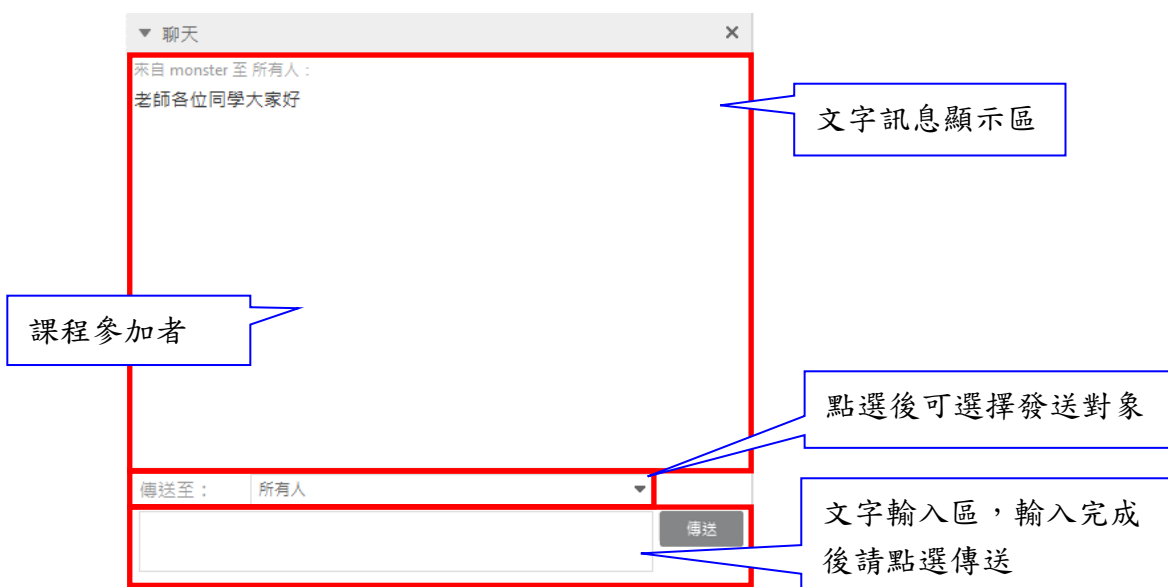 聊天
來自 monster 至 所有人：
老師各位同學大家好
文字訊息顯示區
課程參加者
點選後可選擇發送對象
傳送至： 所有人
傳送
文字輸入區，輸入完成
後請點選傳送